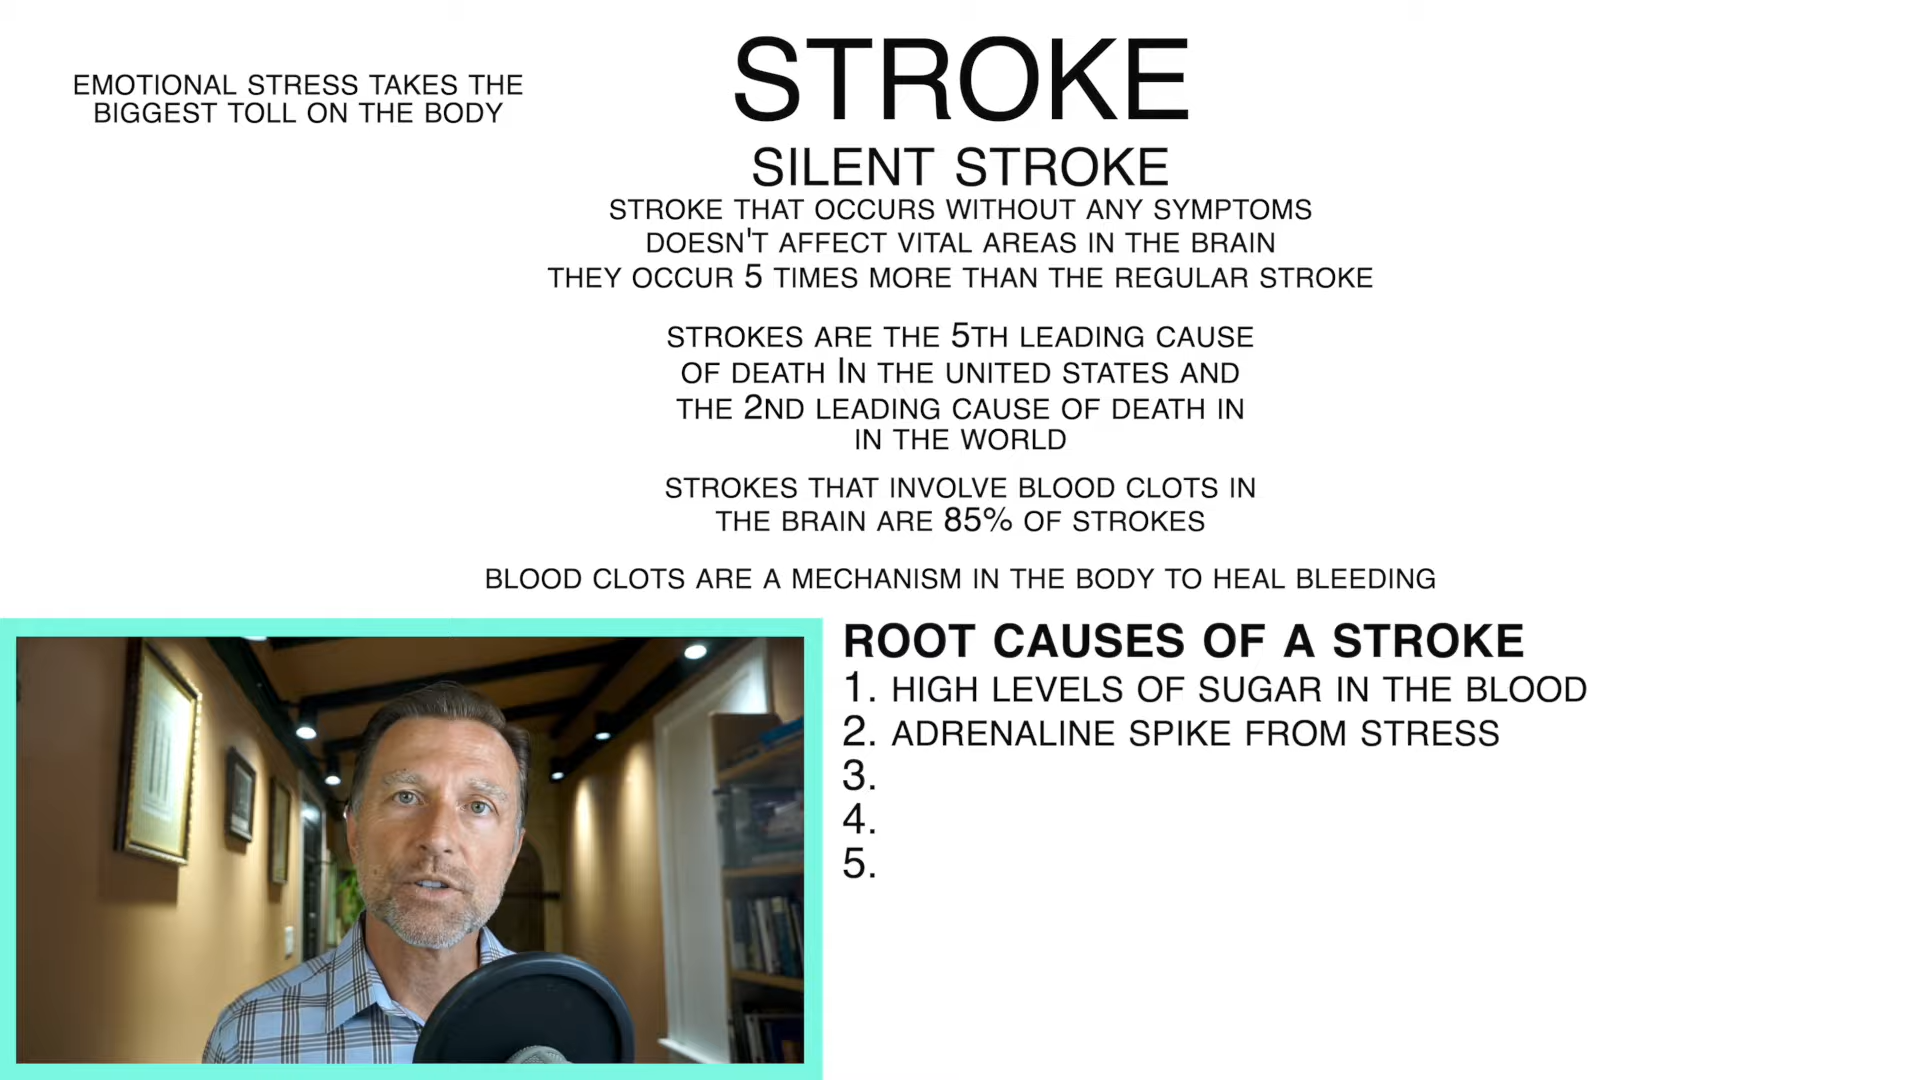 EMOTIONAL STRESS TAKES THE
BIGGEST TOLL ON THE BODY
STROKE
SILENT STROKE
STROKE THAT OCCURS WITHOUT ANY SYMPTOMS
DOESN'T AFFECT VITAL AREAS IN THE BRAIN
THEY OCCUR 5 TIMES MORE THAN THE REGULAR STROKE
STROKES ARE THE 5TH LEADING CAUSE
OF DEATH IN THE UNITED STATES AND
THE 2ND LEADING CAUSE OF DEATH IN
IN THE WORLD
STROKES THAT INVOLVE BLOOD CLOTS IN
THE BRAIN ARE 85% OF STROKES
BLOOD CLOTS ARE A MECHANISM IN THE BODY TO HEAL BLEEDING
ROOT CAUSES OF A STROKE
1. HIGH LEVELS OF SUGAR IN THE BLOOD
2. ADRENALINE SPIKE FROM STRESS
3.
4.
5.